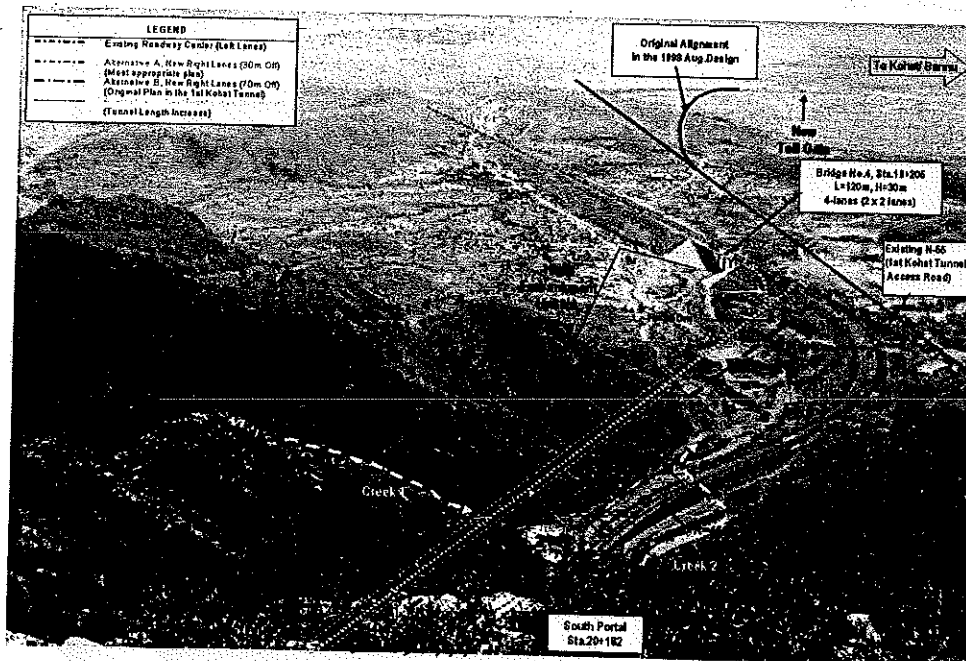 LEGEND
Existing Roadway Center (Left Lanes)
Alternative A, New Right Lanes (30m Off)
(Most appropriate plan)
Alternative B, New Right Lanes (70m Off)
(Original Plan in the 1st Kohat Tunnel)
(Tunnel Length Increase)
Original Alignment
in the 1998 Aug.Design
To Kohat/ Bannu
New
Toll Gate
Bridge No.4, Sta.18+205
L=120m, H=30m
4-lanes (2 x 2 lanes)
Existing N-55
(1st Kohat Tunnel
Access Road)
Creek 1
Creek 2
South Portal
Sta.20+182